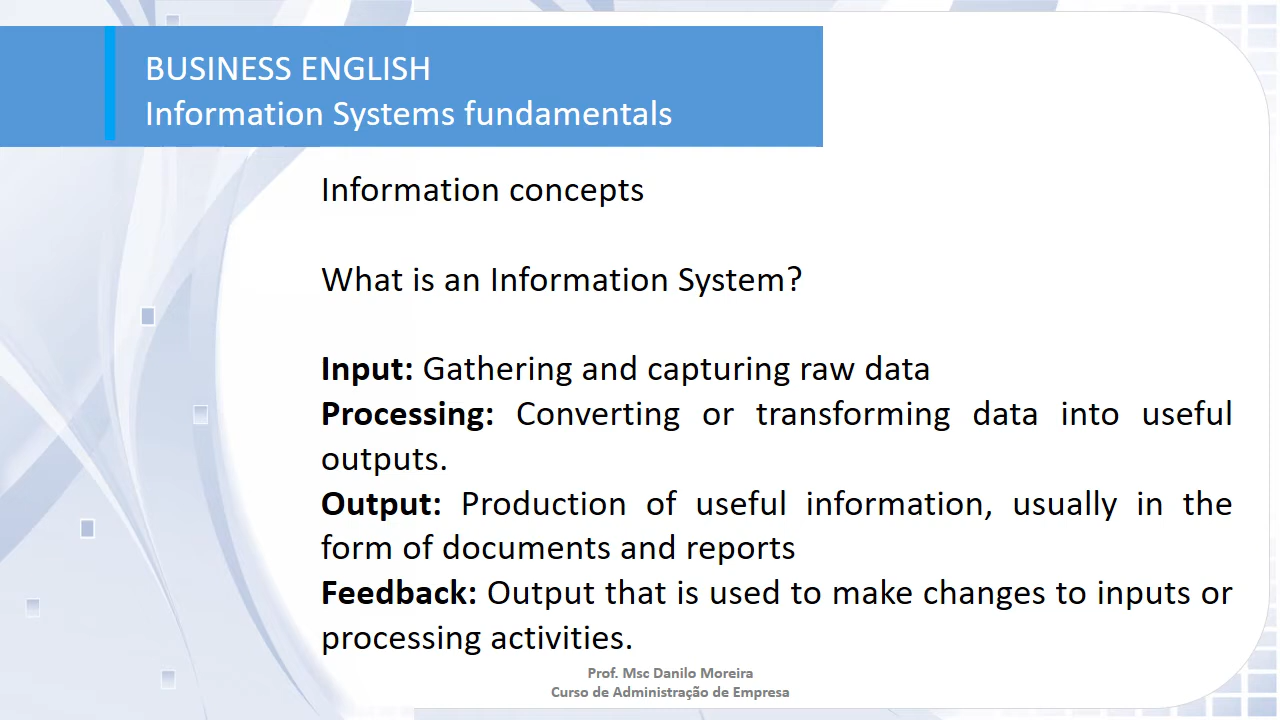 BUSINESS ENGLISH
Information Systems fundamentals
Information concepts
What is an Information System?
Input: Gathering and capturing raw data
Processing: Converting or transforming data into useful
outputs.
Output: Production of useful information, usually in the
form of documents and reports
Feedback: Output that is used to make changes to inputs or
processing activities.
Prof. Msc Danilo Moreira
Curso de Administração de Empresa